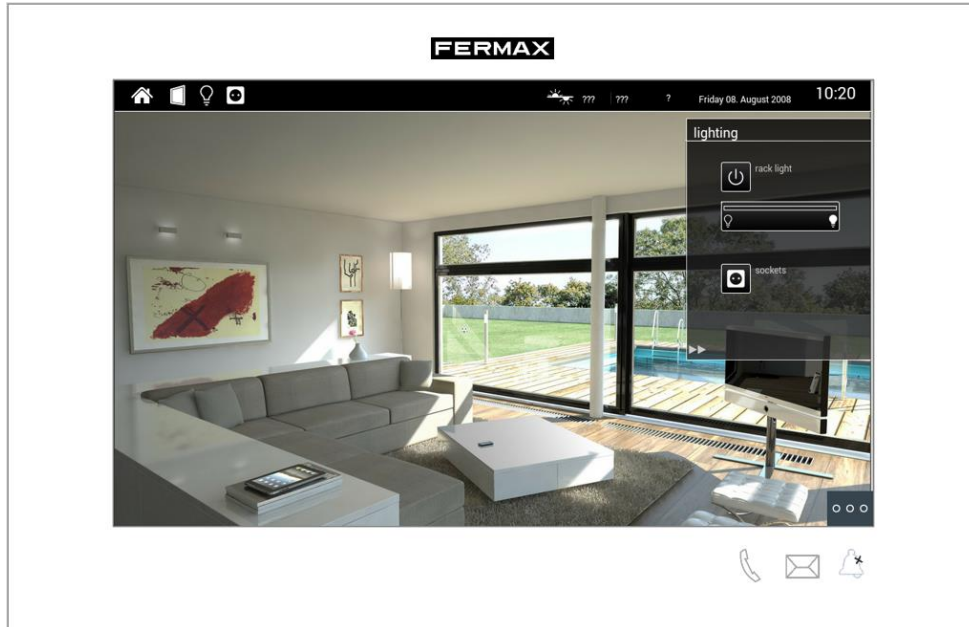 FERMAX
??? ??? ? Friday 08. August 2008 10:20
lighting
rack light
sockets